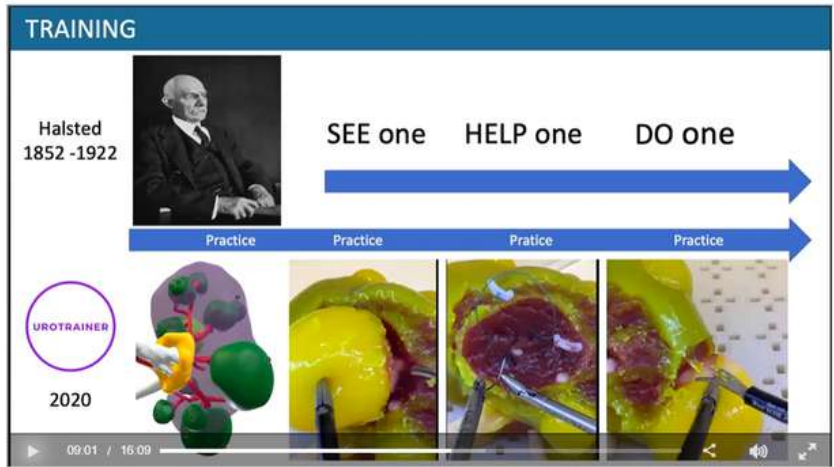 TRAINING
Halsted
1852 -1922
SEE one
HELP one
DO one
Practice
Practice
Pratice
Practice
UROTRAINER
2020
09:01 / 16:09